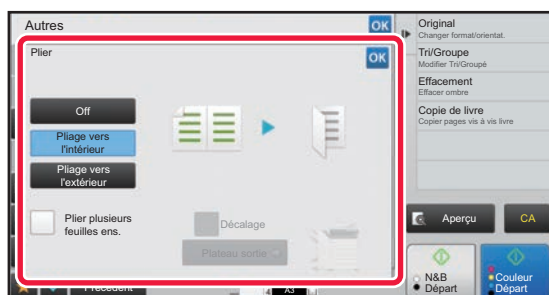 Autres
OK
Plier
OK
Off
Pliage vers
l'intérieur
Pliage vers
l'extérieur
Plier plusieurs
feuilles ens.
Décalage
Plateau sortie
Original
Changer format/orientat.
Tri/Groupe
Modifier Tri/Groupé
Effacement
Effacer ombre
Copie de livre
Copier pages vis à vis livre
Aperçu
CA
N&B
Départ
Couleur
Départ
Précédent
4
A3